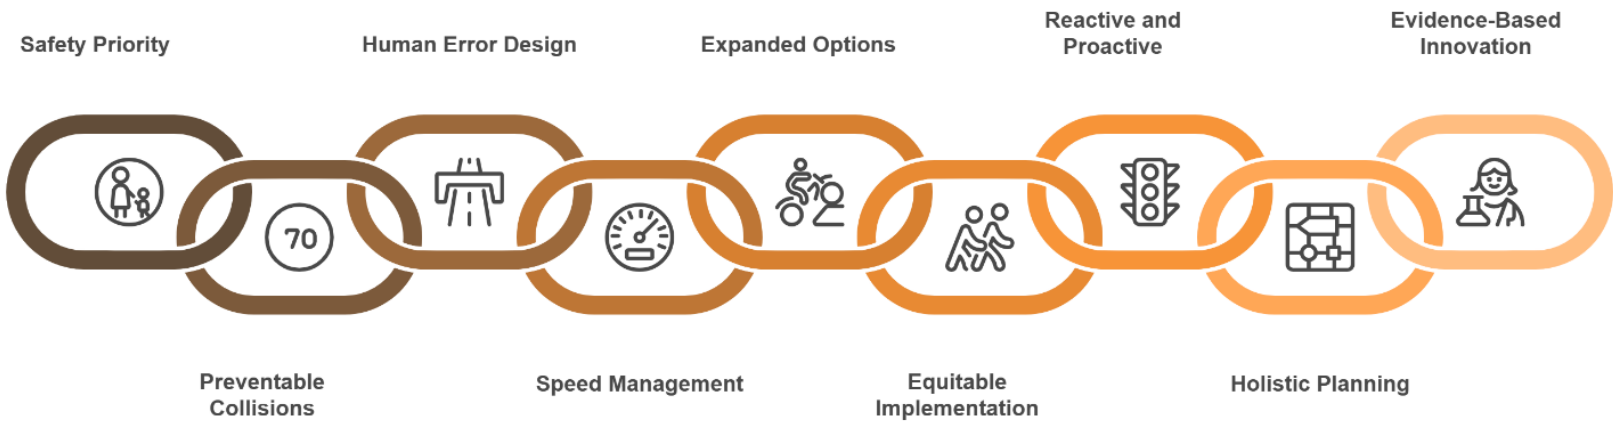 Safety Priority
Human Error Design
Expanded Options
Reactive and
Proactive
Evidence-Based
Innovation
70
Preventable
Collisions
Speed Management
Equitable
Implementation
Holistic Planning